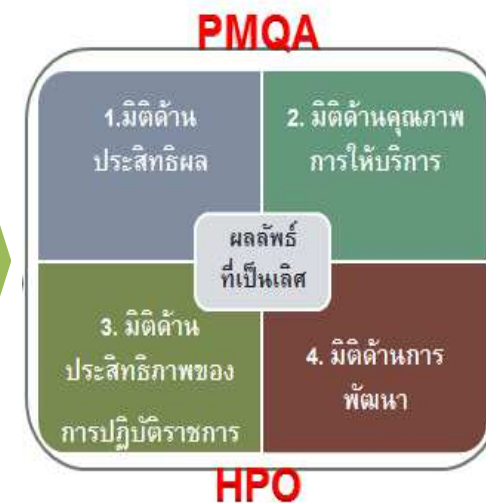 PMQA
1.มิติด้าน
ประสิทธิผล
2. มิติด้านคุณภาพ
การให้บริการ
ผลลัพธ์
ที่เป็นเลิศ
3. มิติด้าน
ประสิทธิภาพของ
การปฏิบัติราชการ
4. มิติด้านการ
พัฒนา
HPO